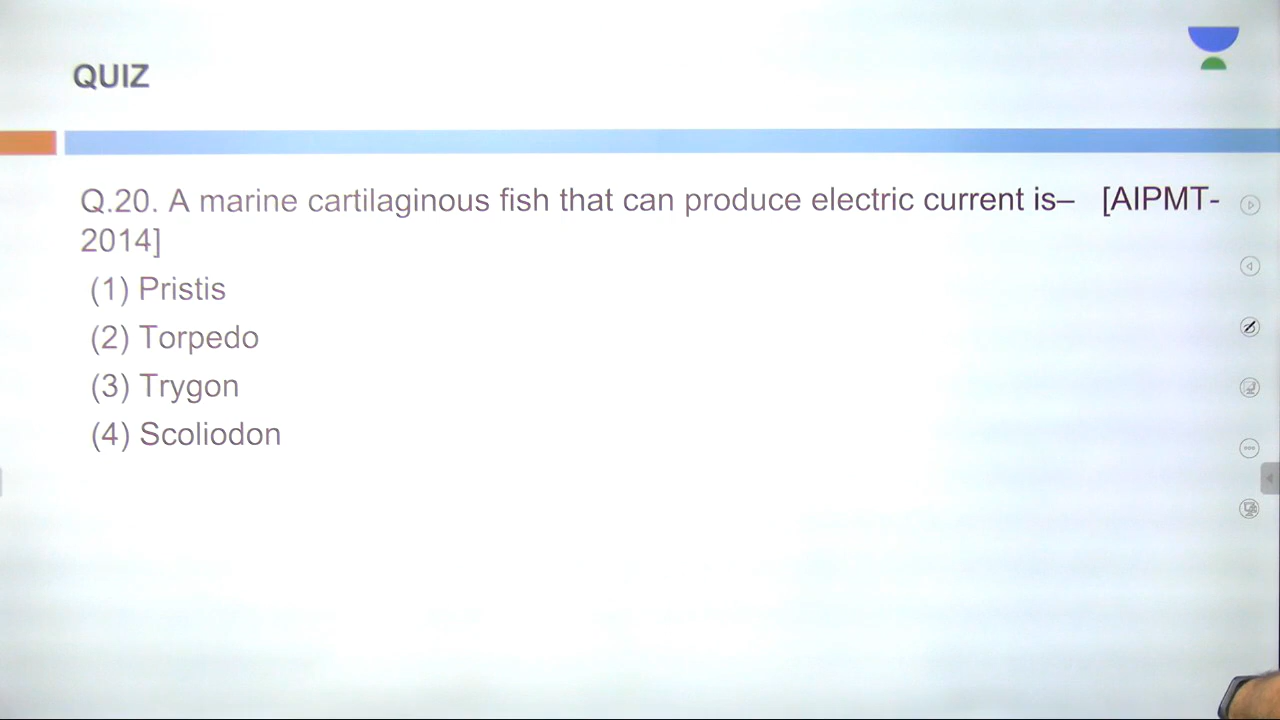 QUIZ
Q.20. A marine cartilaginous fish that can produce electric current is– [AIPMT-
2014]
(1) Pristis
(2) Torpedo
(3) Trygon
(4) Scoliodon